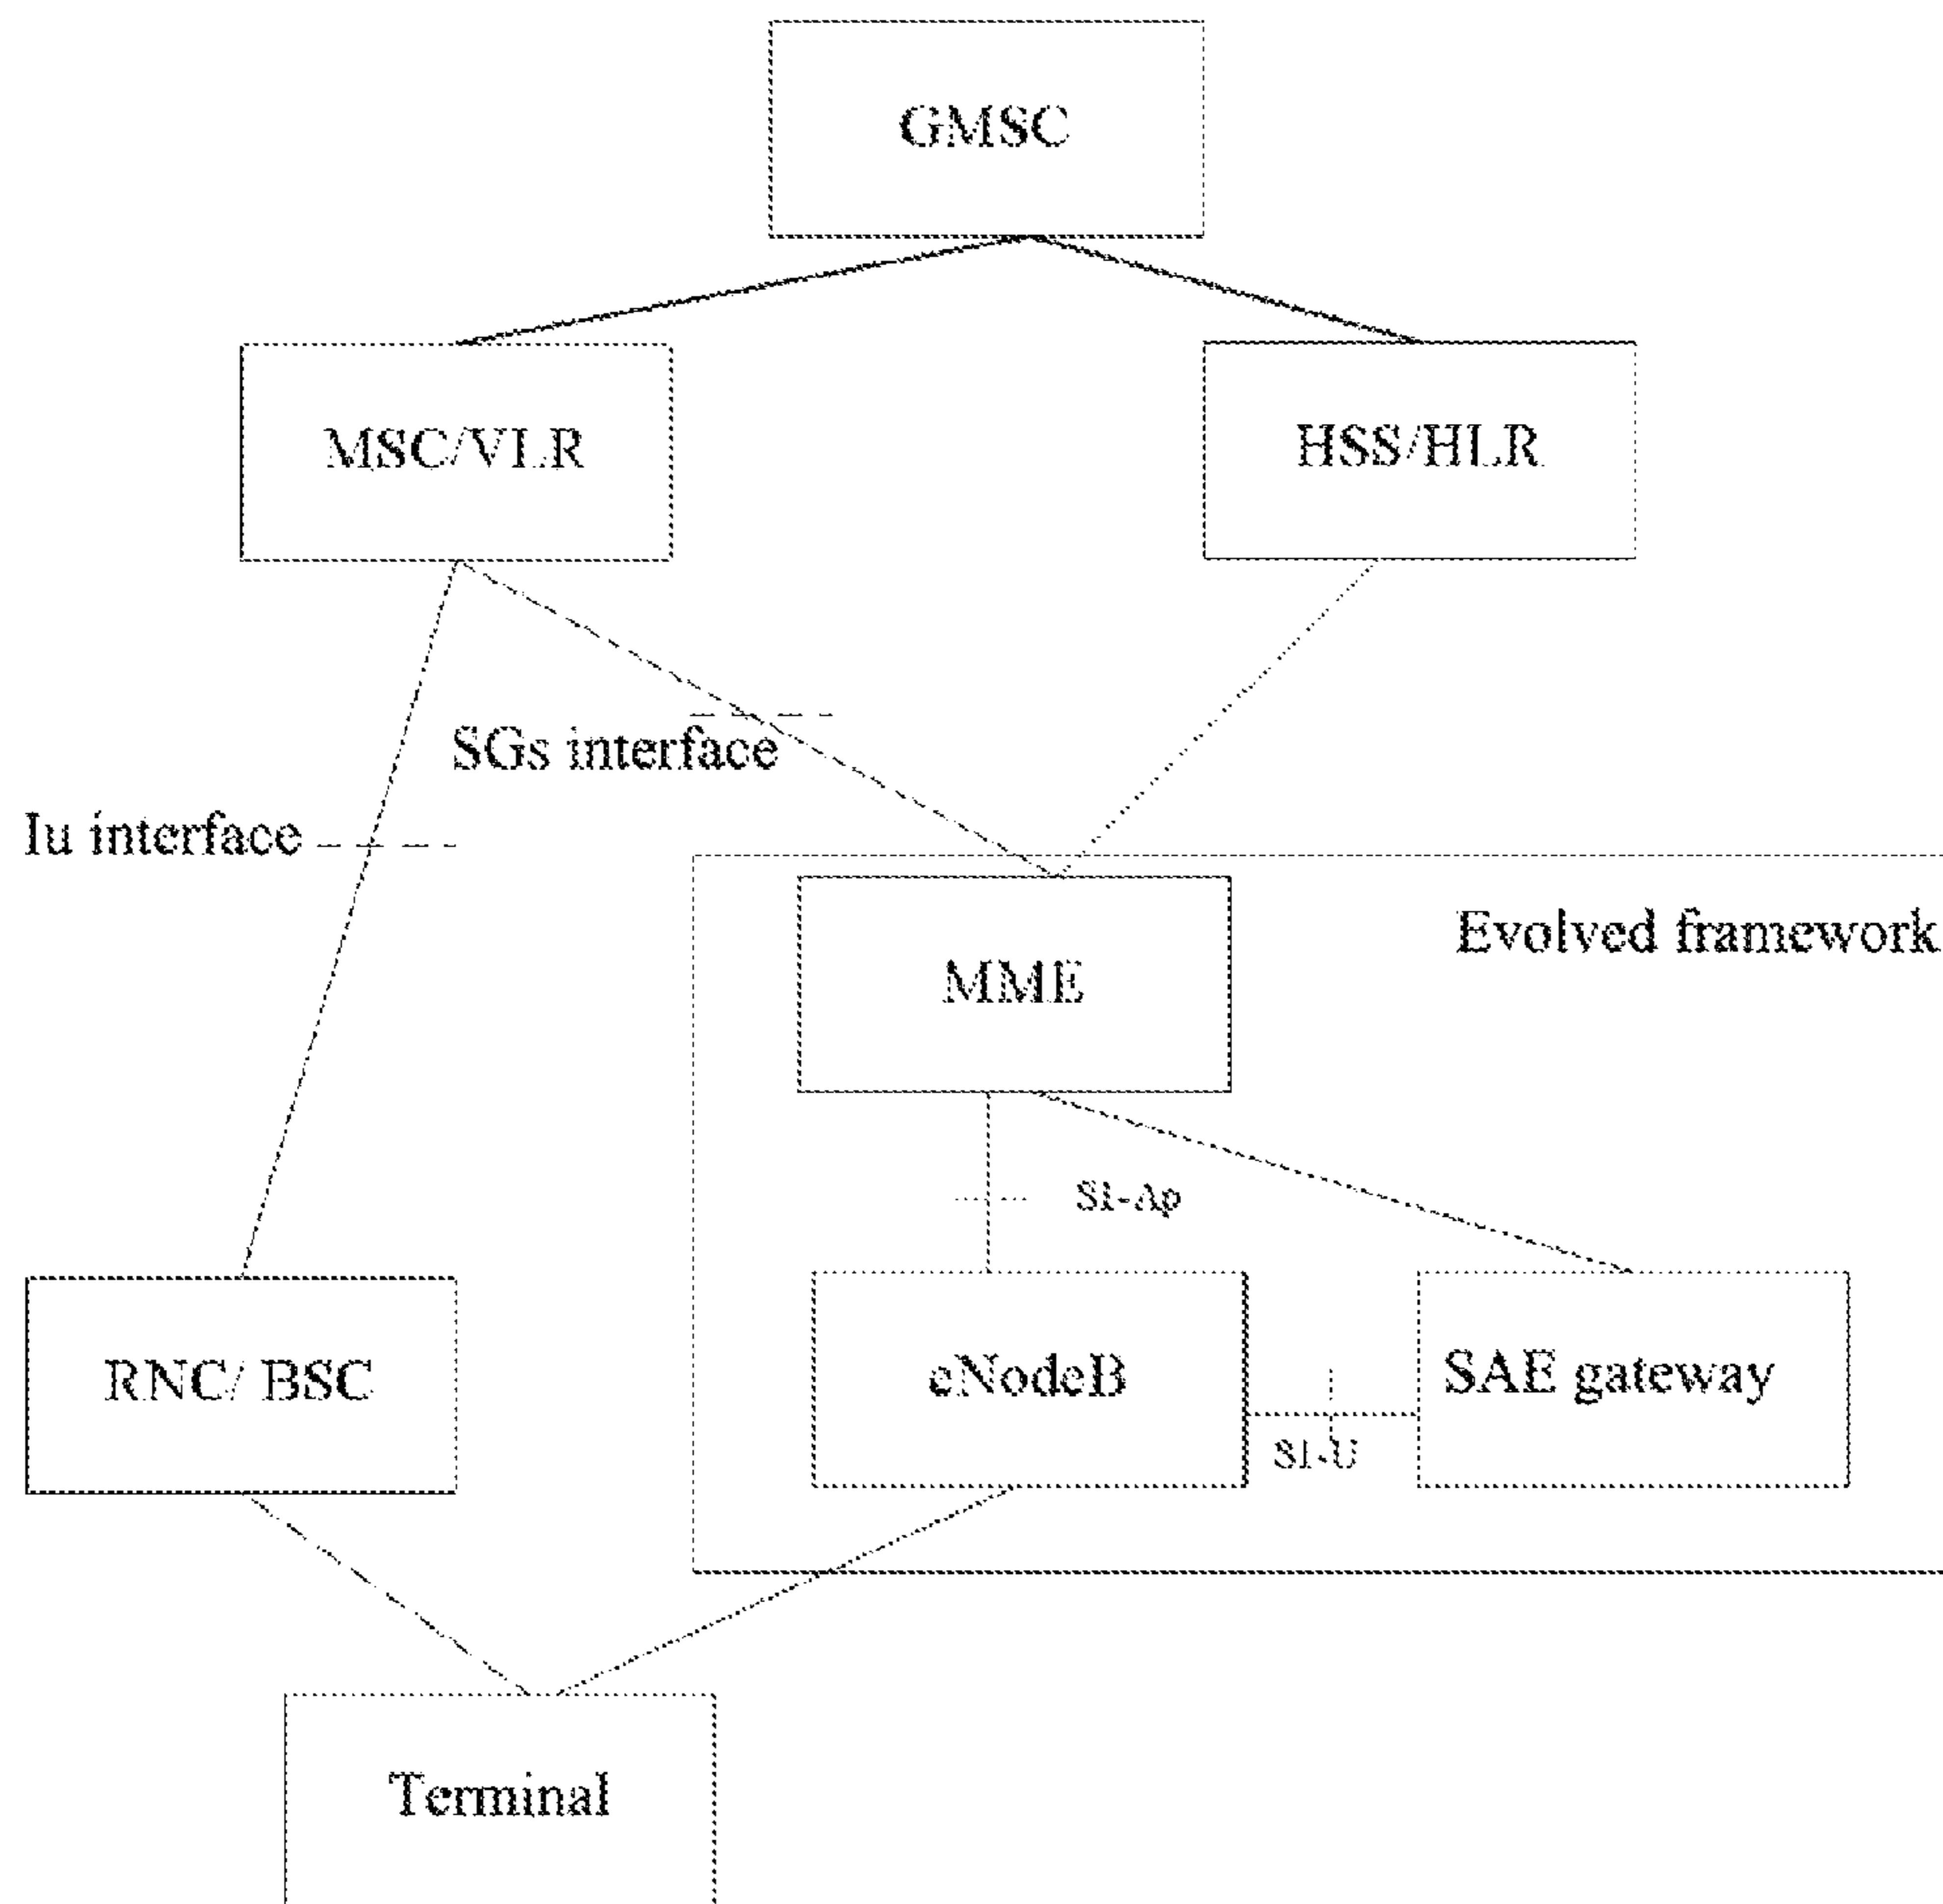 GMSC
MSC/VLR
HSS/HLR
SGs interface
Iu interface
Evolved framework
MME
S1-Ap
RNC/ BSC
eNodeB
SAE gateway
S1-U
Terminal